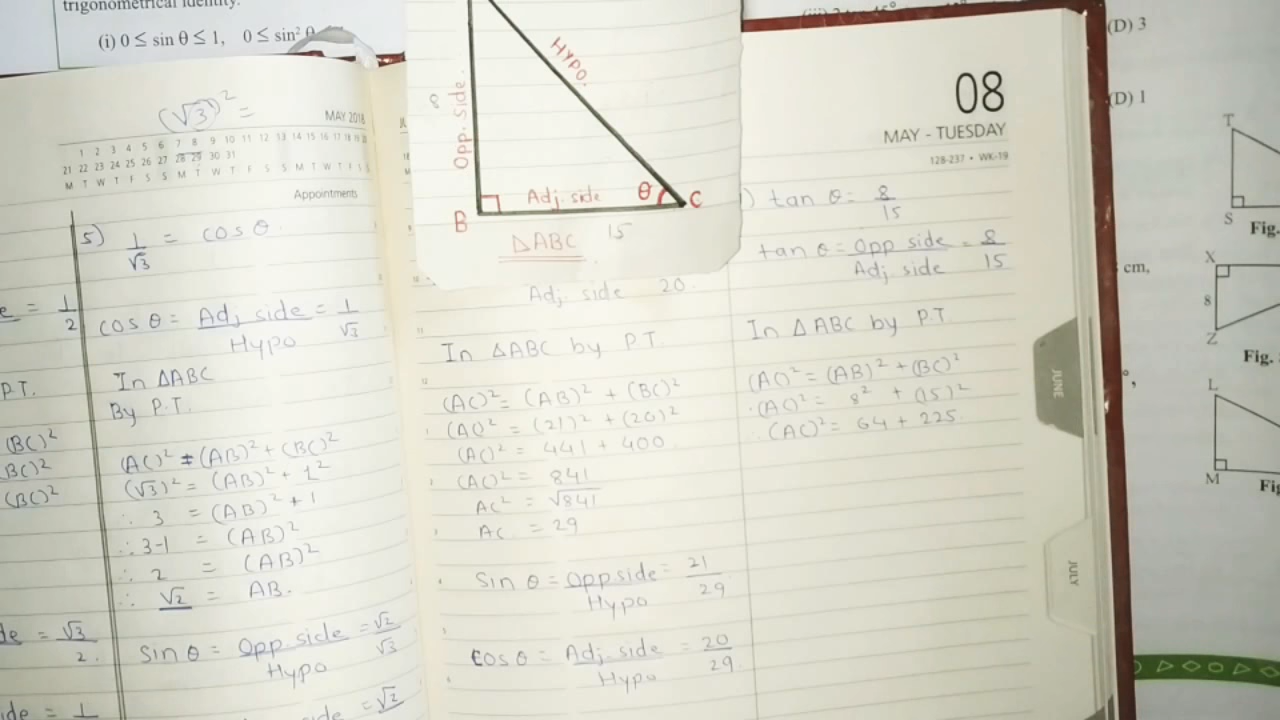 trigonometrical identity.
(i) 0 ≤ sin θ ≤ 1, 0 ≤ sin² θ
(√3)² =
MAY 2018
1 2 3 4 5 6 7 8 9 10 11 12 13 14 15 16 17 18 19 20
21 22 23 24 25 26 27 28 29 30 31
M T W T F S S M T W T F S S M T W T F S
Appointments
= 1/2
P.T.
(BC)²
(BC)²
(BC)²
= √3/2.
= 1
5) 1/√3 = cos θ.
cos θ = Adj side/Hypo = 1/√3
In ΔABC
By P.T.
(AC)² = (AB)² + (BC)²
(√3)² = (AB)² + 1²
∴ 3 = (AB)² + 1
∴ 3-1 = (AB)²
∴ 2 = (AB)²
∴ √2 = AB.
Sin θ = Opp. side/Hypo = √2/√3
side = √2
HYPO.
8
Opp. side.
Adj. side θ C
B
ΔABC 15
Adj. side 20.
In ΔABC by P.T.
(AC)² = (AB)² + (BC)²
(AC)² = (21)² + (20)²
(AC)² = 441 + 400
(AC)² = 841
AC² = √841
AC = 29
Sin θ = Opp side/Hypo = 21/29
Cos θ = Adj. side/Hypo = 20/29.
08
MAY - TUESDAY
128-237 • WK-19
) tan θ = 8/15
tan θ = Opp side/Adj side = 8/15
In ΔABC by P.T
(AC)² = (AB)² + (BC)²
∴ (AC)² = 8² + (15)²
∴ (AC)² = 64 + 225
JUNE
JULY
(D) 3
(D) 1
cm,
T
S
Fig.
X
8
Z
Fig.
L
M
Fig